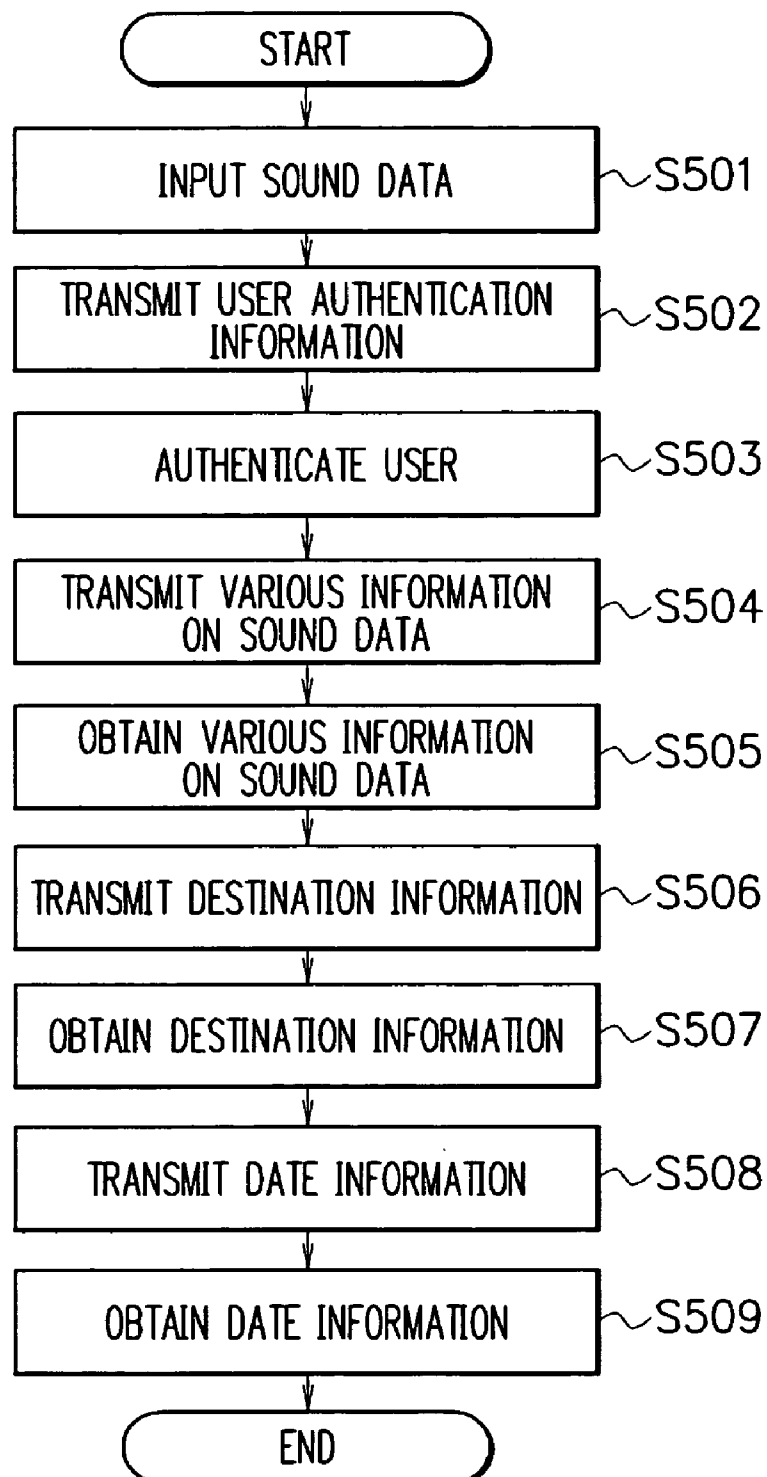 START
INPUT SOUND DATA
S501
TRANSMIT USER AUTHENTICATION
INFORMATION
S502
AUTHENTICATE USER
S503
TRANSMIT VARIOUS INFORMATION
ON SOUND DATA
S504
OBTAIN VARIOUS INFORMATION
ON SOUND DATA
S505
TRANSMIT DESTINATION INFORMATION
S506
OBTAIN DESTINATION INFORMATION
S507
TRANSMIT DATE INFORMATION
S508
OBTAIN DATE INFORMATION
S509
END